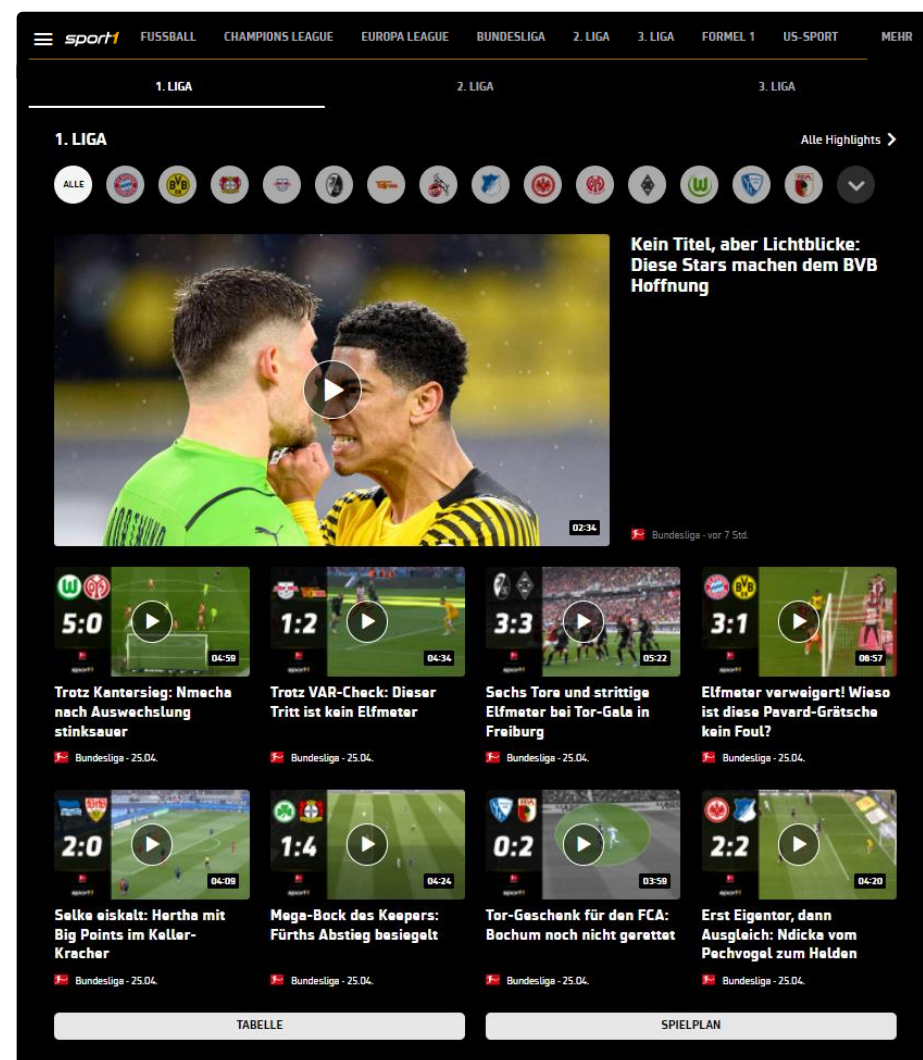 sport1 FUSSBALL CHAMPIONS LEAGUE EUROPA LEAGUE BUNDESLIGA 2. LIGA 3. LIGA FORMEL 1 US-SPORT MEHR
1. LIGA 2. LIGA 3. LIGA
1. LIGA Alle Highlights
ALLE
Kein Titel, aber Lichtblicke:
Diese Stars machen dem BVB
Hoffnung
02:34
Bundesliga - vor 7 Std.
5:0
sport1
04:59
Trotz Kantersieg: Nmecha
nach Auswechslung
stinksauer
Bundesliga - 25.04.
1:2
sport1
04:34
Trotz VAR-Check: Dieser
Tritt ist kein Elfmeter
Bundesliga - 25.04.
3:3
sport1
05:22
Sechs Tore und strittige
Elfmeter bei Tor-Gala in
Freiburg
Bundesliga - 25.04.
3:1
sport1
06:57
Elfmeter verweigert! Wieso
ist diese Pavard-Grätsche
kein Foul?
Bundesliga - 25.04.
2:0
sport1
04:09
Selke eiskalt: Hertha mit
Big Points im Keller-
Kracher
Bundesliga - 25.04.
1:4
sport1
04:24
Mega-Bock des Keepers:
Fürths Abstieg besiegelt
Bundesliga - 25.04.
0:2
sport1
03:59
Tor-Geschenk für den FCA:
Bochum noch nicht gerettet
Bundesliga - 25.04.
2:2
sport1
04:20
Erst Eigentor, dann
Ausgleich: Ndicka vom
Pechvogel zum Helden
Bundesliga - 25.04.
TABELLE SPIELPLAN